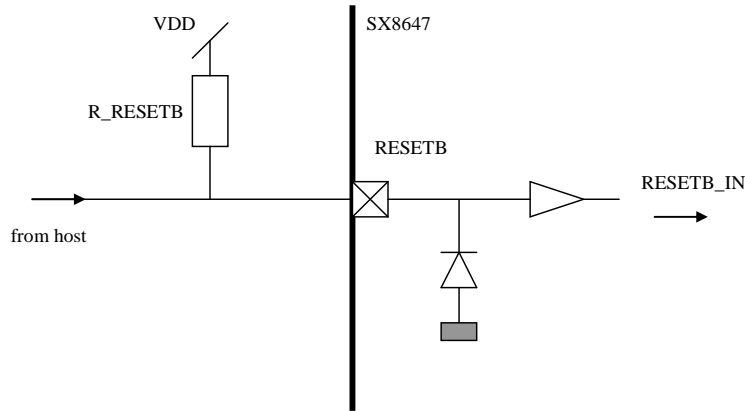 VDD
SX8647
R_RESETB
RESETB
RESETB_IN
from host